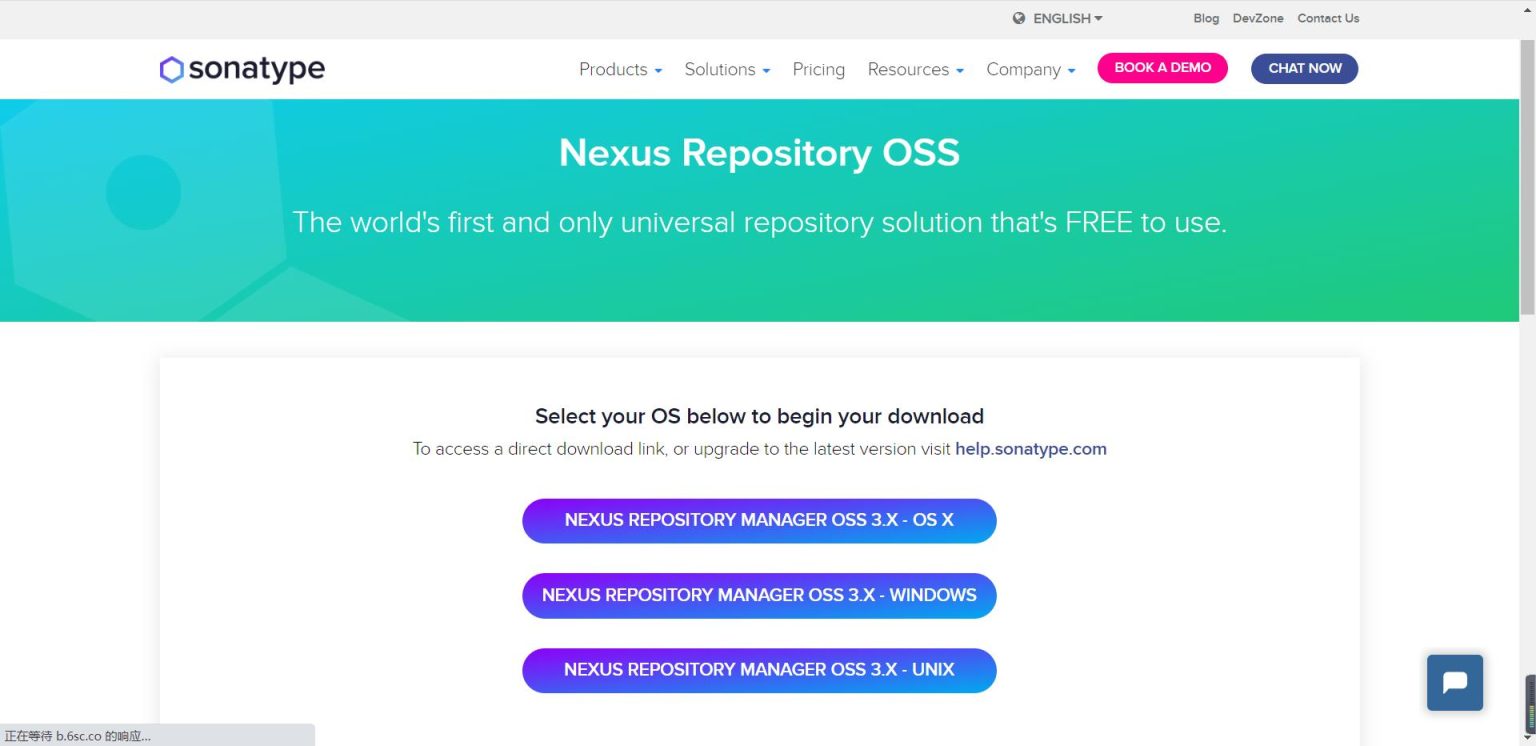 ENGLISH
Blog DevZone Contact Us
sonatype
Products Solutions Pricing Resources Company BOOK A DEMO CHAT NOW
Nexus Repository OSS
The world's first and only universal repository solution that's FREE to use.
Select your OS below to begin your download
To access a direct download link, or upgrade to the latest version visit help.sonatype.com
NEXUS REPOSITORY MANAGER OSS 3.X - OS X
NEXUS REPOSITORY MANAGER OSS 3.X - WINDOWS
NEXUS REPOSITORY MANAGER OSS 3.X - UNIX
正在等待 b.6sc.co 的响应...